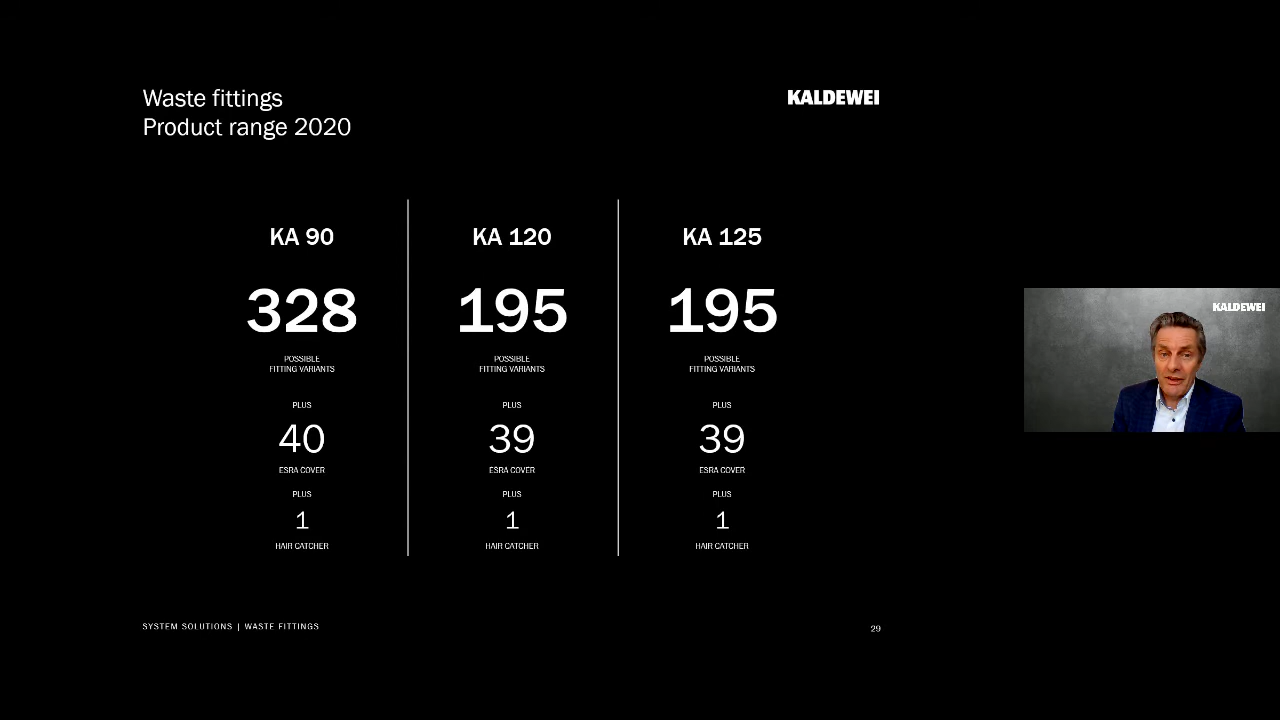 Waste fittings
Product range 2020
KALDEWEI
KA 90
328
POSSIBLE
FITTING VARIANTS
PLUS
40
ESRA COVER
PLUS
1
HAIR CATCHER
KA 120
195
POSSIBLE
FITTING VARIANTS
PLUS
39
ESRA COVER
PLUS
1
HAIR CATCHER
KA 125
195
POSSIBLE
FITTING VARIANTS
PLUS
39
ESRA COVER
PLUS
1
HAIR CATCHER
KALDEWEI
SYSTEM SOLUTIONS | WASTE FITTINGS
29